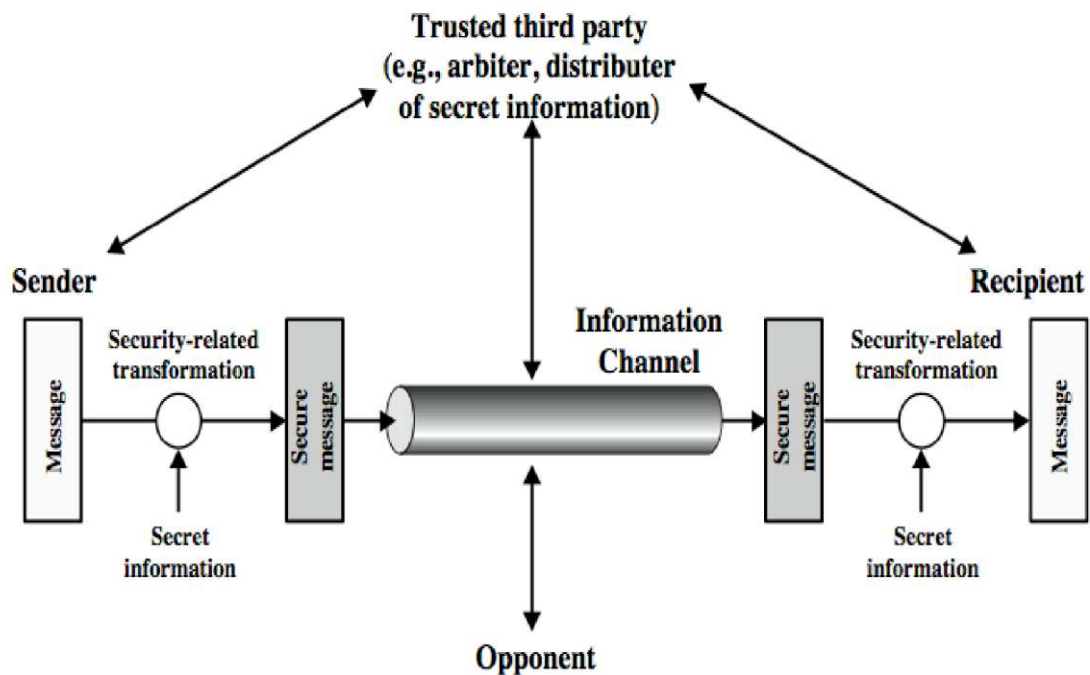 Trusted third party
(e.g., arbiter, distributer
of secret information)
Sender
Recipient
Message
Security-related
transformation
Secret
information
Secure
message
Information
Channel
Secure
message
Security-related
transformation
Secret
information
Message
Opponent